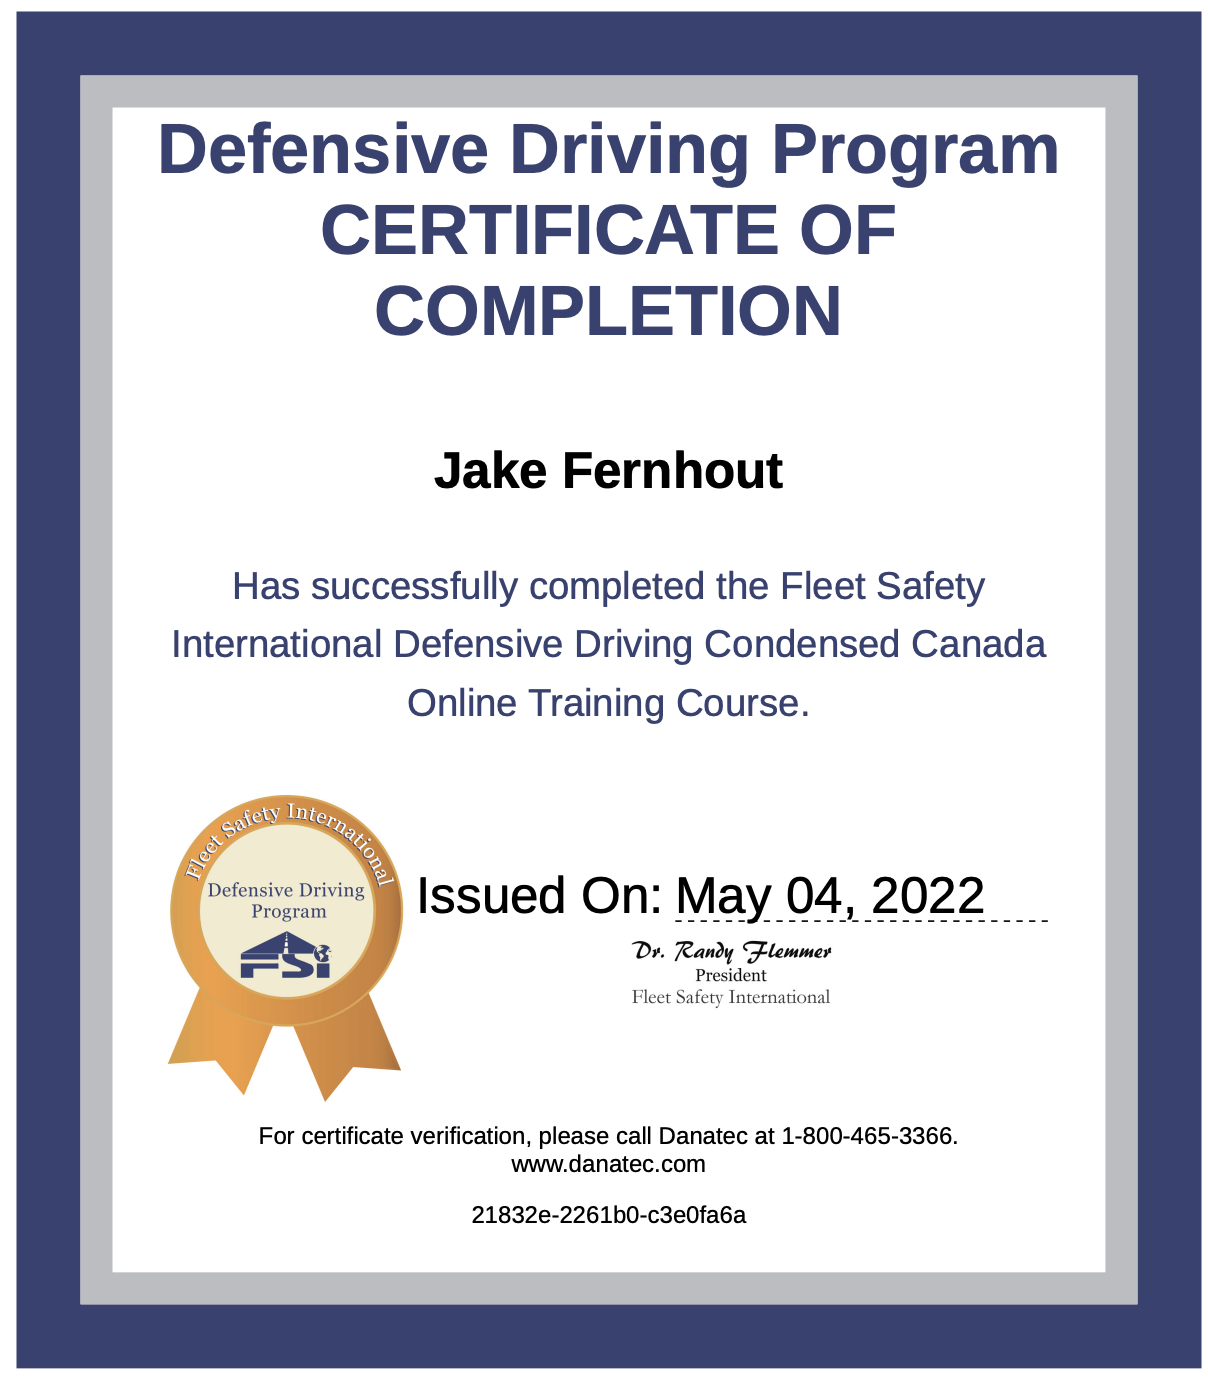 Defensive Driving Program
CERTIFICATE OF
COMPLETION
Jake Fernhout
Has successfully completed the Fleet Safety
International Defensive Driving Condensed Canada
Online Training Course.
Fleet Safety International
Defensive Driving
Program
FSi
Issued On: May 04, 2022
Dr. Randy Flemmer
President
Fleet Safety International
For certificate verification, please call Danatec at 1-800-465-3366.
www.danatec.com
21832e-2261b0-c3e0fa6a